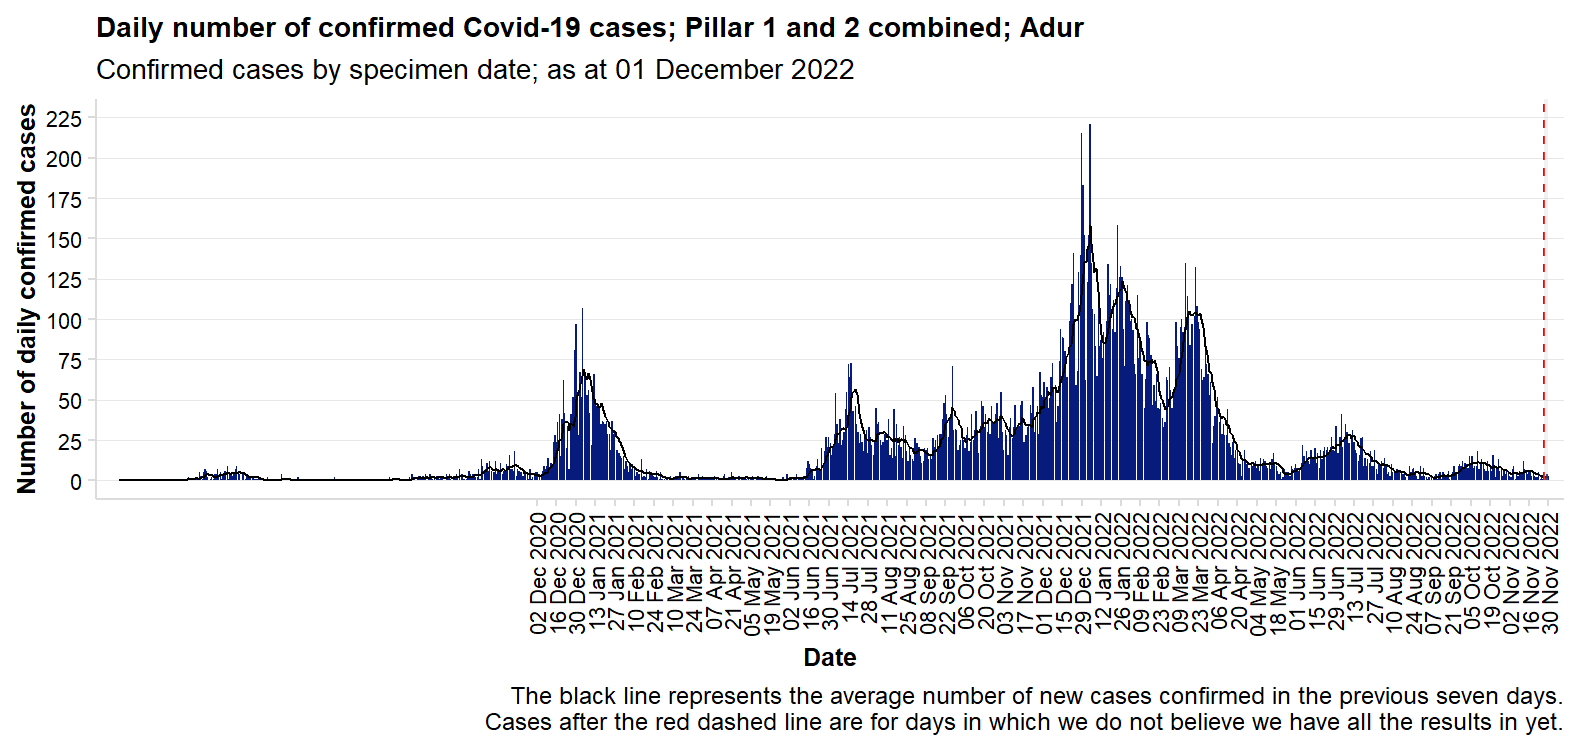 Daily number of confirmed Covid-19 cases; Pillar 1 and 2 combined; Adur
Confirmed cases by specimen date; as at 01 December 2022
Number of daily confirmed cases
225
200
175
150
125
100
75
50
25
0
02 Dec 2020
16 Dec 2020
30 Dec 2020
13 Jan 2021
27 Jan 2021
10 Feb 2021
24 Feb 2021
10 Mar 2021
24 Mar 2021
07 Apr 2021
21 Apr 2021
05 May 2021
19 May 2021
02 Jun 2021
16 Jun 2021
30 Jun 2021
14 Jul 2021
28 Jul 2021
11 Aug 2021
25 Aug 2021
08 Sep 2021
22 Sep 2021
06 Oct 2021
20 Oct 2021
03 Nov 2021
17 Nov 2021
01 Dec 2021
15 Dec 2021
29 Dec 2021
12 Jan 2022
26 Jan 2022
09 Feb 2022
23 Feb 2022
09 Mar 2022
23 Mar 2022
06 Apr 2022
20 Apr 2022
04 May 2022
18 May 2022
01 Jun 2022
15 Jun 2022
29 Jun 2022
13 Jul 2022
27 Jul 2022
10 Aug 2022
24 Aug 2022
07 Sep 2022
21 Sep 2022
05 Oct 2022
19 Oct 2022
02 Nov 2022
16 Nov 2022
30 Nov 2022
Date
The black line represents the average number of new cases confirmed in the previous seven days.
Cases after the red dashed line are for days in which we do not believe we have all the results in yet.